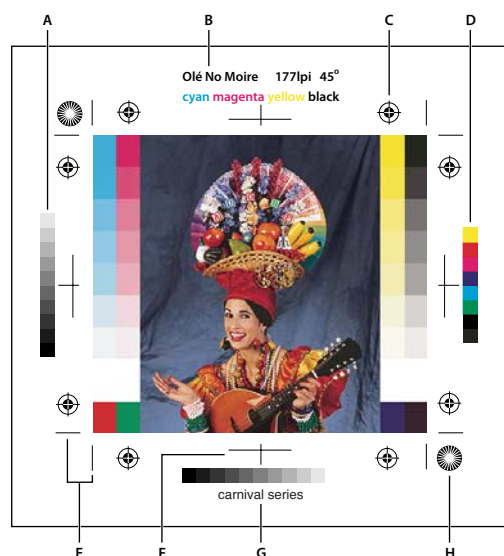 A B C D
Olé No Moire 177lpi 45°
cyan magenta yellow black
carnival series
E F G H